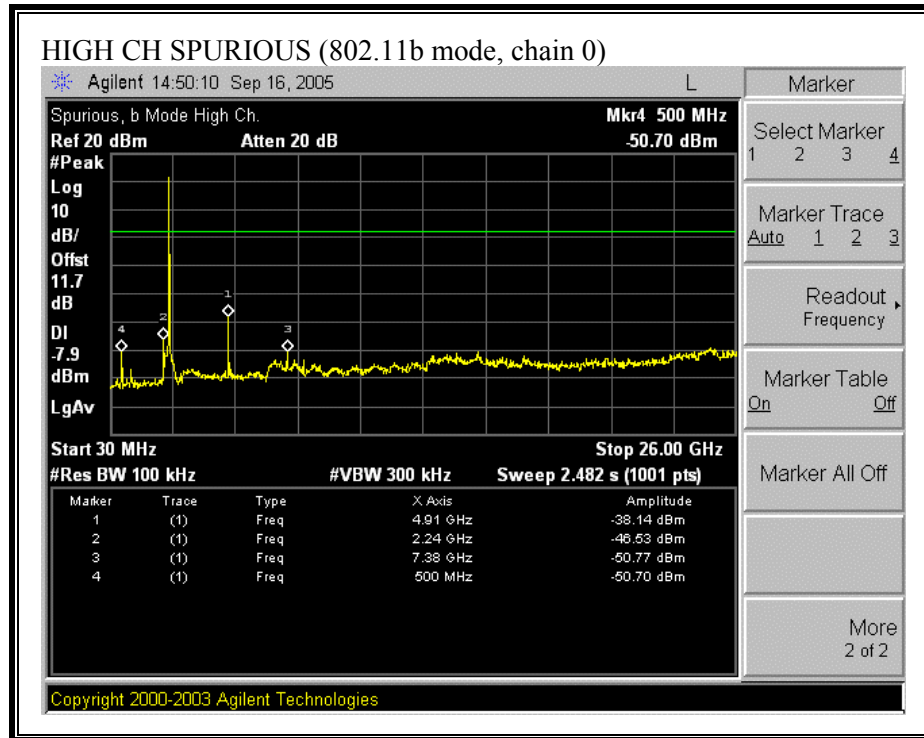 HIGH CH SPURIOUS (802.11b mode, chain 0)
Agilent 14:50:10 Sep 16, 2005 L
Marker
Spurious, b Mode High Ch. Mkr4 500 MHz
Ref 20 dBm Atten 20 dB -50.70 dBm
#Peak
Log
10
dB/
Offst
11.7
dB
DI
-7.9
dBm
LgAv
1
2
3
4
Start 30 MHz Stop 26.00 GHz
#Res BW 100 kHz #VBW 300 kHz Sweep 2.482 s (1001 pts)
Marker Trace Type X Axis Amplitude
1 (1) Freq 4.91 GHz -38.14 dBm
2 (1) Freq 2.24 GHz -46.53 dBm
3 (1) Freq 7.38 GHz -50.77 dBm
4 (1) Freq 500 MHz -50.70 dBm
Select Marker
1 2 3 4
Marker Trace
Auto 1 2 3
Readout
Frequency
Marker Table
On Off
Marker All Off
More
2 of 2
Copyright 2000-2003 Agilent Technologies